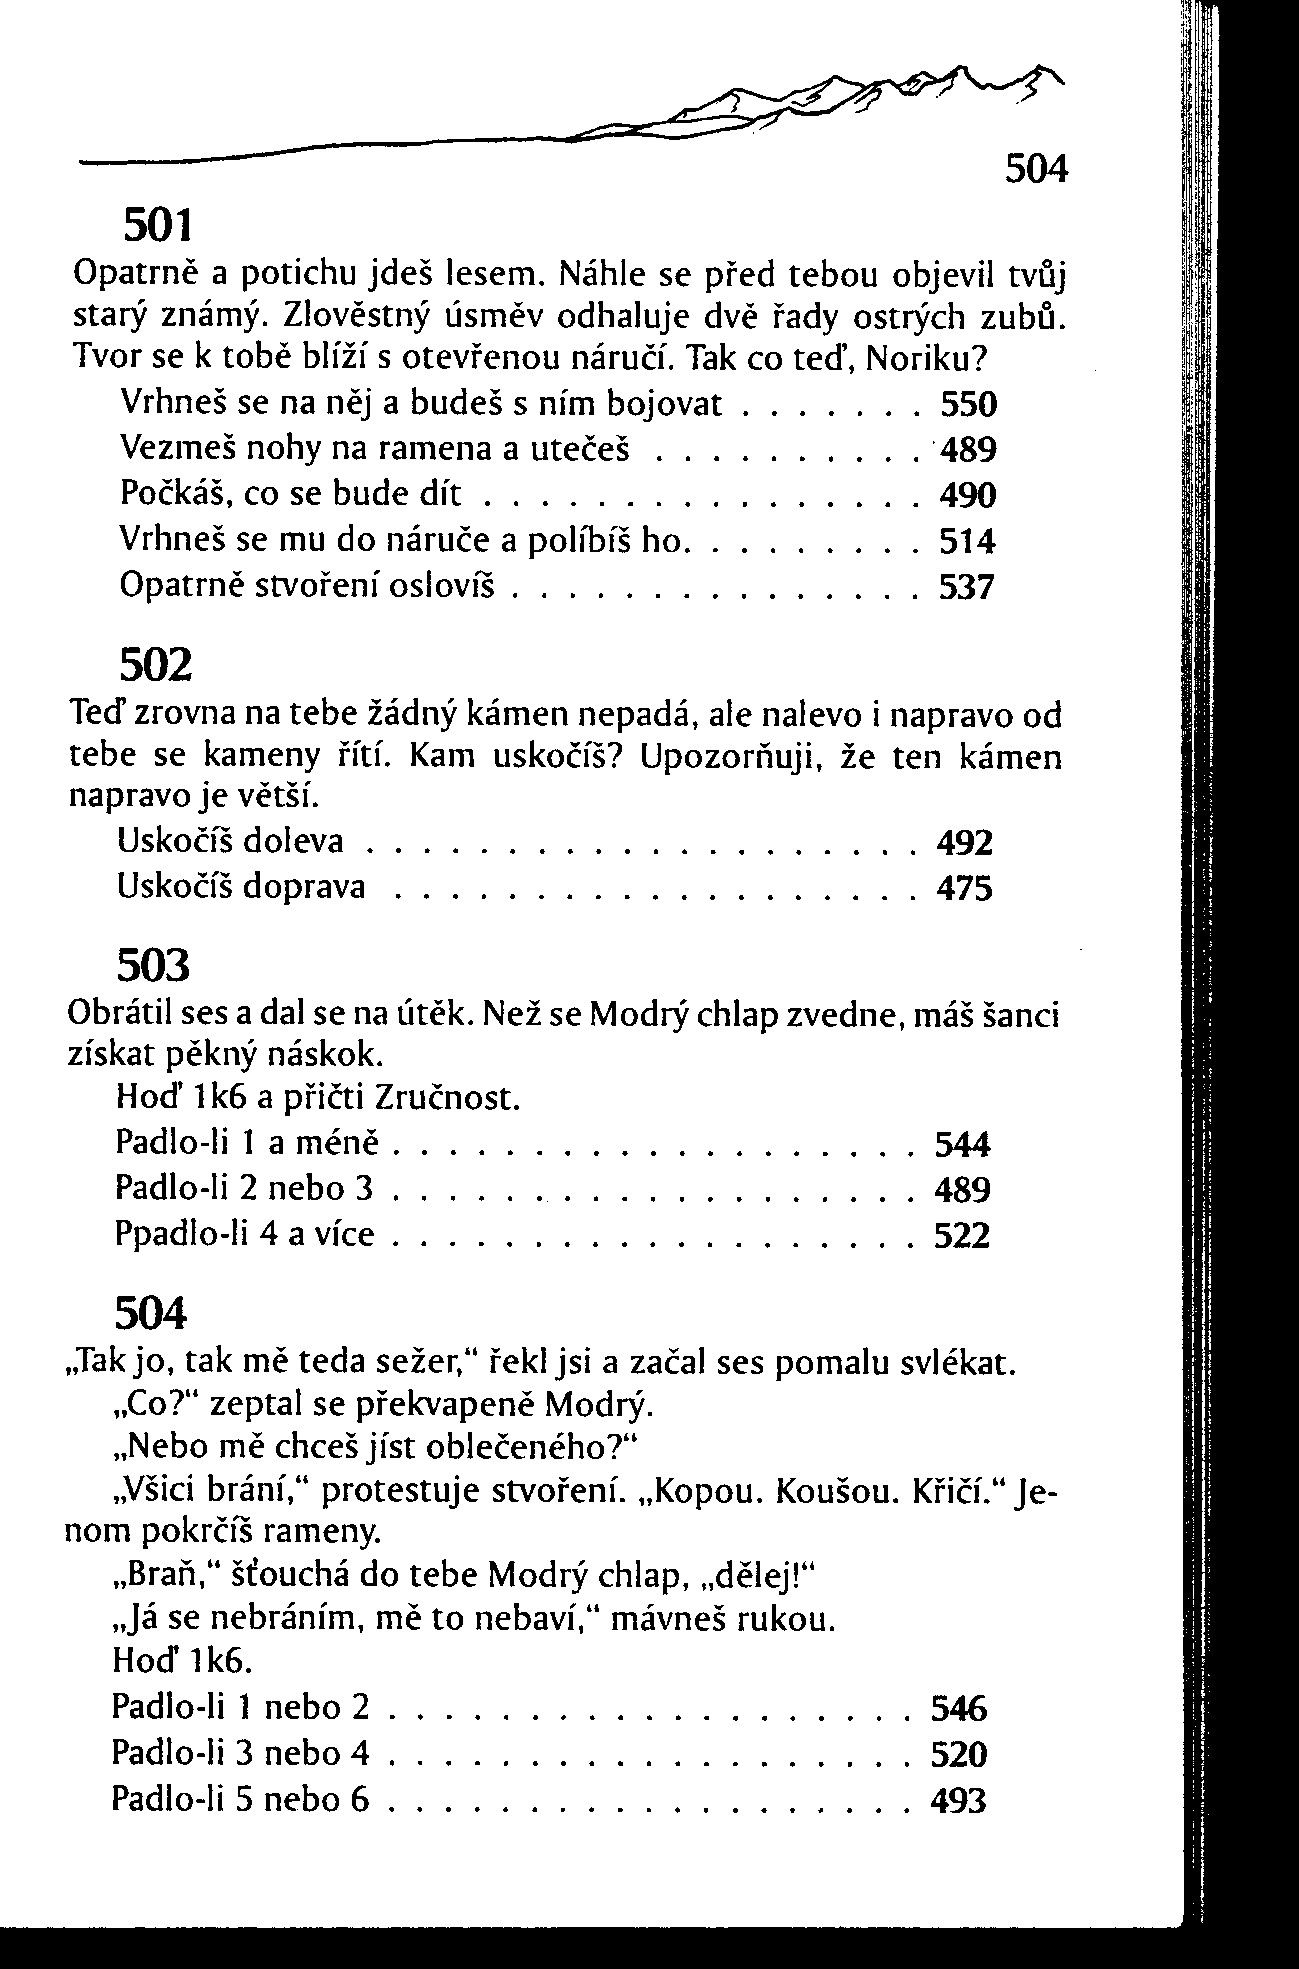 504
501
Opatrně a potichu jdeš lesem. Náhle se před tebou objevil tvůj
starý známý. Zlověstný úsměv odhaluje dvě řady ostrých zubů.
Tvor se k tobě blíží s otevřenou náručí. Tak co teď, Noriku?
Vrhneš se na něj a budeš s ním bojovat . . . . . . . 550
Vezmeš nohy na ramena a utečeš . . . . . . . . . . 489
Počkáš, co se bude dít . . . . . . . . . . . . . . . . 490
Vrhneš se mu do náruče a políbíš ho. . . . . . . . . 514
Opatrně stvoření oslovíš . . . . . . . . . . . . . . . 537
502
Teď zrovna na tebe žádný kámen nepadá, ale nalevo i napravo od
tebe se kameny řítí. Kam uskočíš? Upozorňuji, že ten kámen
napravo je větší.
Uskočíš doleva . . . . . . . . . . . . . . . . . . . . 492
Uskočíš doprava . . . . . . . . . . . . . . . . . . . 475
503
Obrátil ses a dal se na útěk. Než se Modrý chlap zvedne, máš šanci
získat pěkný náskok.
Hoď 1k6 a přičti Zručnost.
Padlo-li 1 a méně . . . . . . . . . . . . . . . . . . . 544
Padlo-li 2 nebo 3 . . . . . . . . . . . . . . . . . . . 489
Ppadlo-li 4 a více . . . . . . . . . . . . . . . . . . . 522
504
„Tak jo, tak mě teda sežer,“ řekl jsi a začal ses pomalu svlékat.
„Co?“ zeptal se překvapeně Modrý.
„Nebo mě chceš jíst oblečeného?“
„Všici brání,“ protestuje stvoření. „Kopou. Koušou. Křičí.“ Je-
nom pokrčíš rameny.
„Braň,“ šťouchá do tebe Modrý chlap, „dělej!“
„Já se nebráním, mě to nebaví,“ mávneš rukou.
Hoď 1k6.
Padlo-li 1 nebo 2 . . . . . . . . . . . . . . . . . . . 546
Padlo-li 3 nebo 4 . . . . . . . . . . . . . . . . . . . 520
Padlo-li 5 nebo 6 . . . . . . . . . . . . . . . . . . . 493